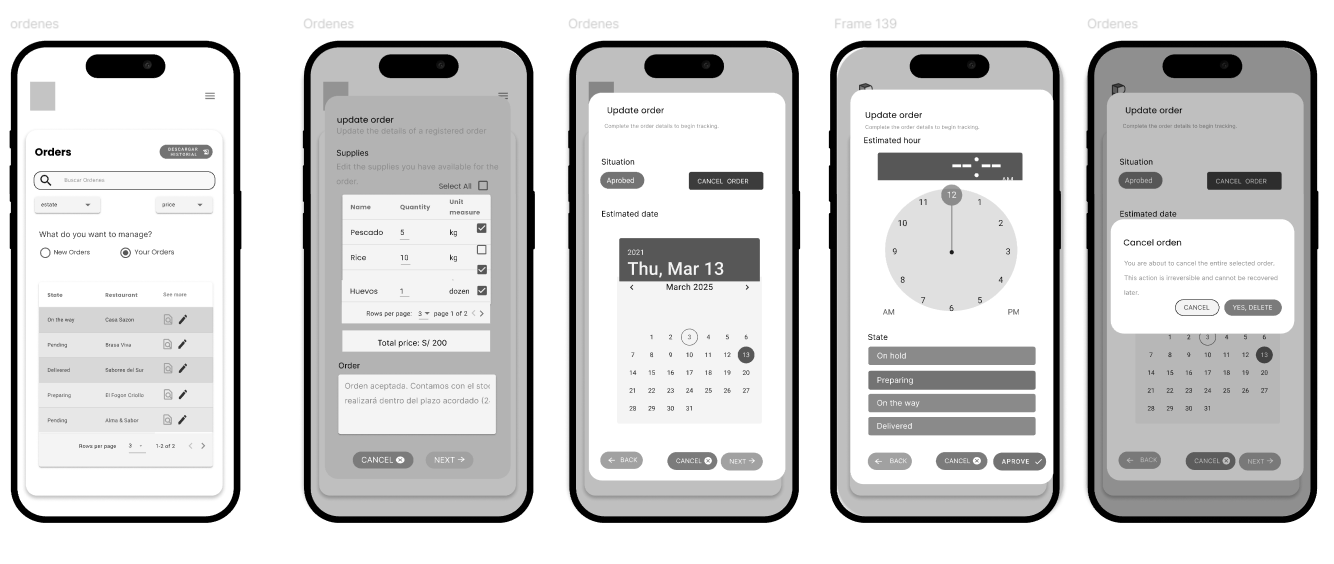 ordenes
Orders
DESCARGAR
HISTORIAL
Buscar Ordenes
estate
price
What do you want to manage?
New Orders
Your Orders
State Restaurant See more
On the way Casa Sazon
Pending Brasa Viva
Delivered Sabores del Sur
Preparing El Fogon Criollo
Pending Alma & Sabor
Rows per page 3 1-2 of 2
Ordenes
update order
Update the details of a registered order
Supplies
Edit the supplies you have available for the
order.
Select All
Name Quantity Unit
measure
Pescado 5 kg
Rice 10 kg
Huevos 1 dozen
Rows per page: 3 page 1 of 2
Total price: S/ 200
Order
Orden aceptada. Contamos con el sto
realizará dentro del plazo acordado (2
CANCEL
NEXT
Ordenes
Update order
Complete the order details to begin tracking.
Situation
Aprobed
CANCEL ORDER
Estimated date
2021
Thu, Mar 13
March 2025
1 2 3 4 5 6
7 8 9 10 11 12 13
14 15 16 17 18 19 20
21 22 23 24 25 26 27
28 29 30 31
BACK
CANCEL
NEXT
Frame 139
Update order
Complete the order details to begin tracking.
Estimated hour
--:--
AM
12
11 1
10 2
9 3
8 4
7 6 5
AM PM
State
On hold
Preparing
On the way
Delivered
BACK
CANCEL
APROVE
Ordenes
Update order
Complete the order details to begin tracking.
Situation
Aprobed
CANCEL ORDER
Estimated date
Cancel orden
You are about to cancel the entire selected order.
This action is irreversible and cannot be recovered
later.
CANCEL
YES, DELETE
1 2 3 4 5 6
7 8 9 10 11 12 13
14 15 16 17 18 19 20
21 22 23 24 25 26 27
28 29 30 31
BACK
CANCEL
NEXT